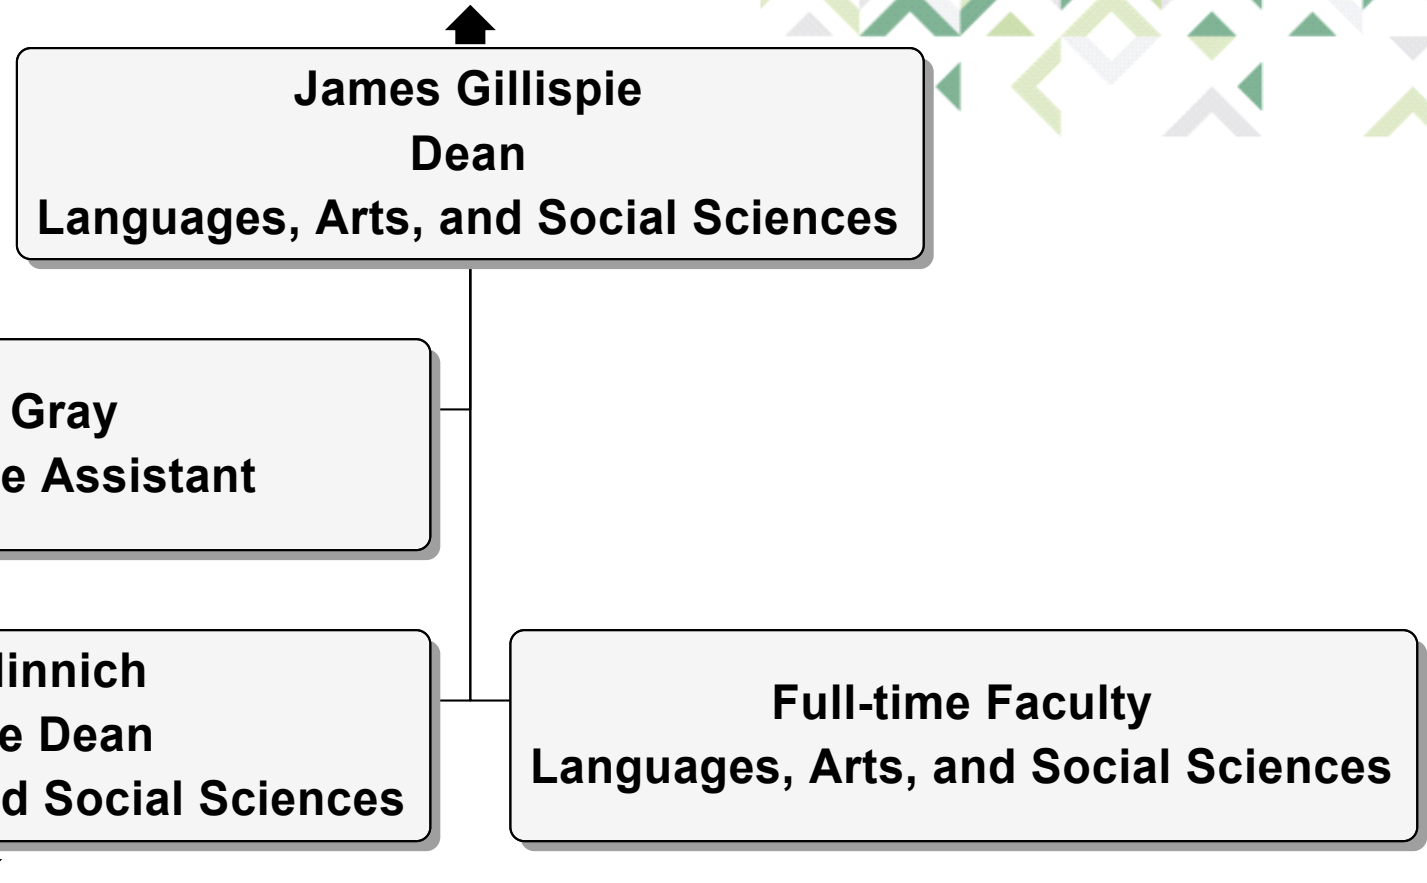 James Gillispie
Dean
Languages, Arts, and Social Sciences
Gray
Assistant
Dean
Social Sciences
Full-time Faculty
Languages, Arts, and Social Sciences